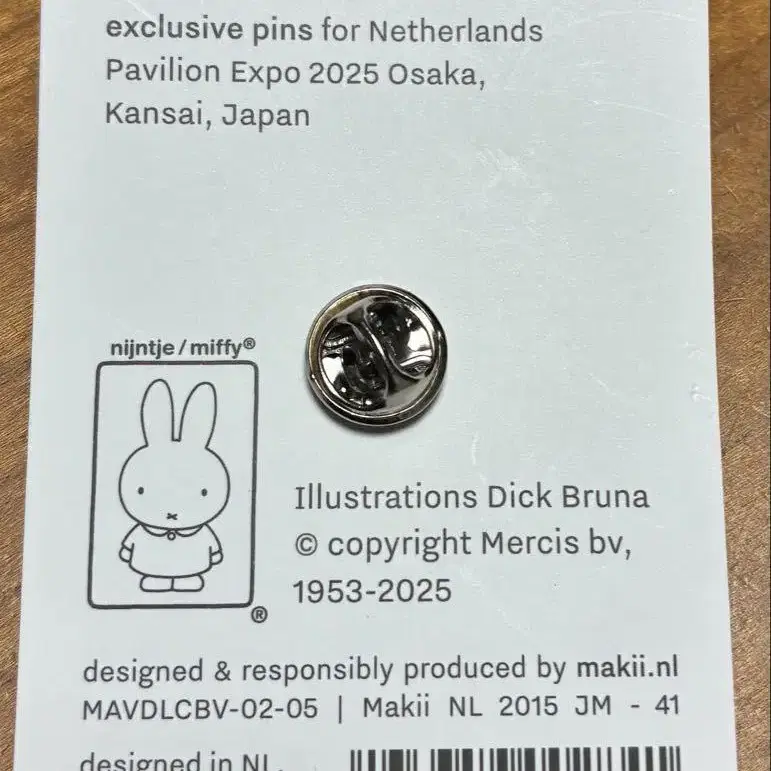 exclusive pins for Netherlands
Pavilion Expo 2025 Osaka,
Kansai, Japan
nijntje/miffy®
®
Illustrations Dick Bruna
© copyright Mercis bv,
1953-2025
designed & responsibly produced by makii.nl
MAVDLCBV-02-05 | Makii NL 2015 JM - 41
designed in NL.